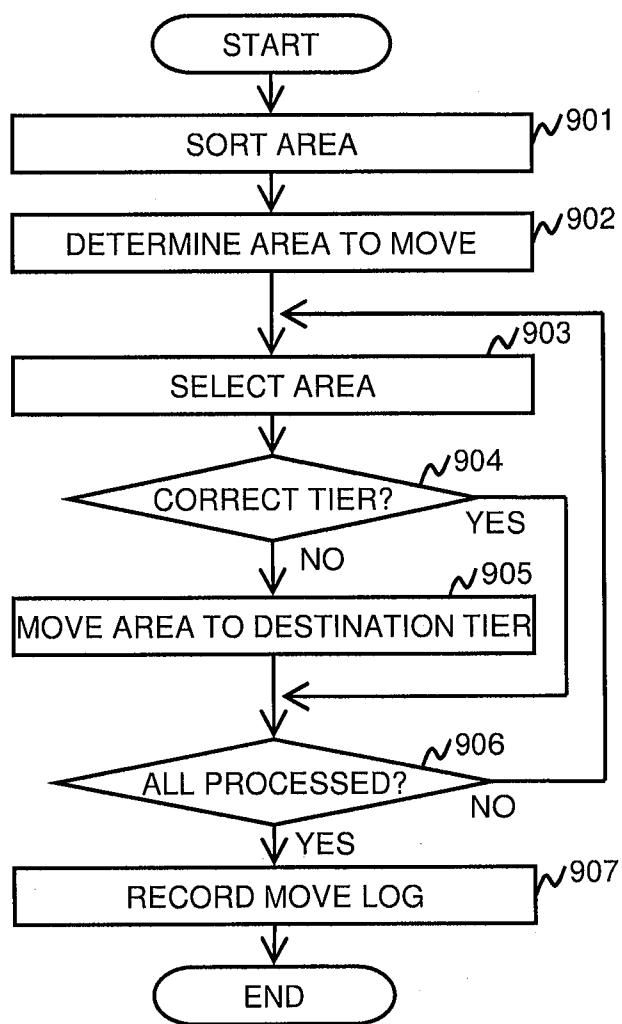 START
901
SORT AREA
902
DETERMINE AREA TO MOVE
903
SELECT AREA
904
CORRECT TIER?
YES
NO
905
MOVE AREA TO DESTINATION TIER
906
ALL PROCESSED?
NO
YES
907
RECORD MOVE LOG
END